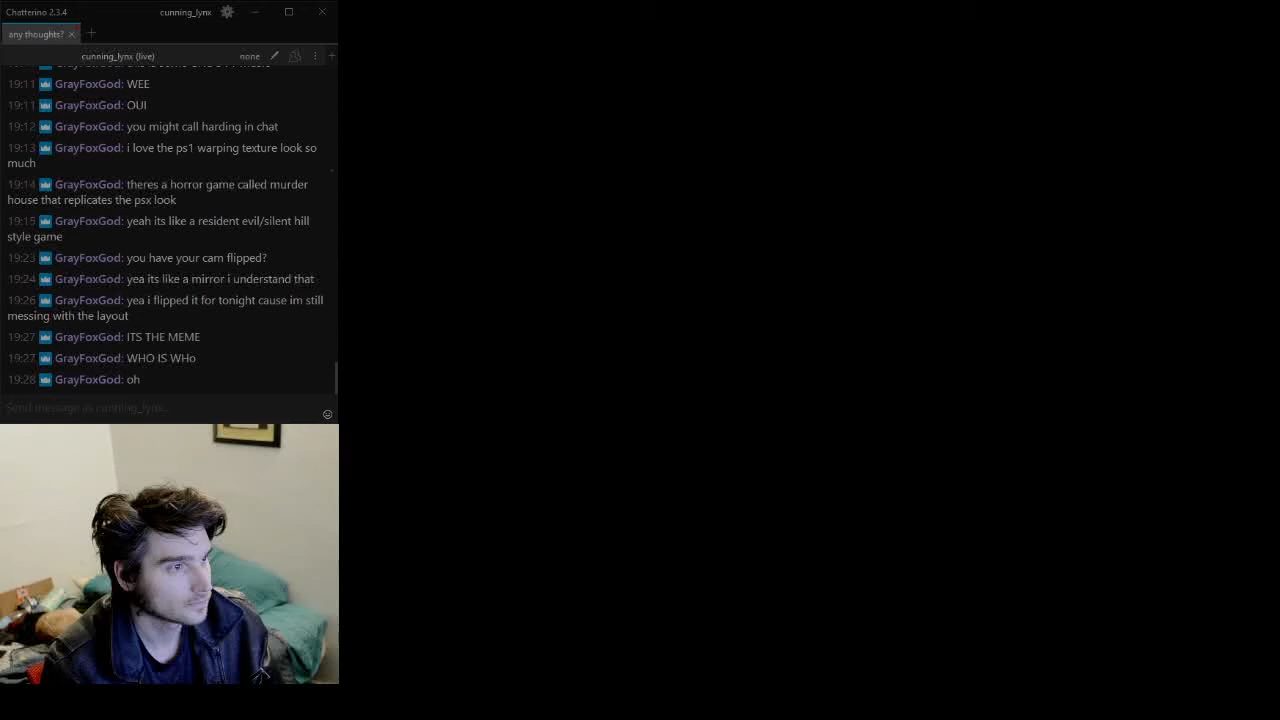 Chatterino 2.3.4
cunning_lynx
any thoughts?
cunning_lynx (live)
none
19:11 GrayFoxGod: WEE
19:11 GrayFoxGod: OUI
19:12 GrayFoxGod: you might call harding in chat
19:13 GrayFoxGod: i love the ps1 warping texture look so
much
19:14 GrayFoxGod: theres a horror game called murder
house that replicates the psx look
19:15 GrayFoxGod: yeah its like a resident evil/silent hill
style game
19:23 GrayFoxGod: you have your cam flipped?
19:24 GrayFoxGod: yea its like a mirror i understand that
19:26 GrayFoxGod: yea i flipped it for tonight cause im still
messing with the layout
19:27 GrayFoxGod: ITS THE MEME
19:27 GrayFoxGod: WHO IS WHo
19:28 GrayFoxGod: oh
Send message as cunning_lynx...